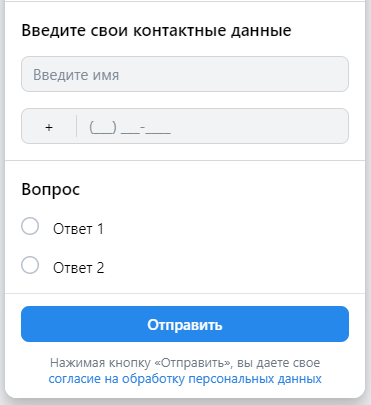 Введите свои контактные данные
Введите имя
+ (___) ___-____
Вопрос
Ответ 1
Ответ 2
Отправить
Нажимая кнопку «Отправить», вы даете свое
согласие на обработку персональных данных